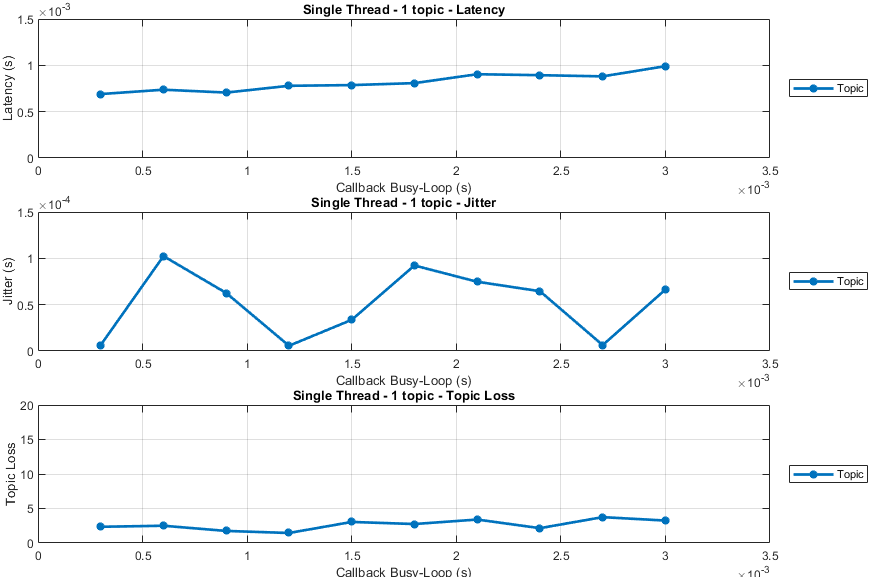 Single Thread - 1 topic - Latency
×10-3
1.5
1
0.5
0
Latency (s)
0 0.5 1 1.5 2 2.5 3 3.5
Callback Busy-Loop (s)
×10-3
Topic
Single Thread - 1 topic - Jitter
×10-4
1.5
1
0.5
0
Jitter (s)
0 0.5 1 1.5 2 2.5 3 3.5
Callback Busy-Loop (s)
×10-3
Topic
Single Thread - 1 topic - Topic Loss
20
15
10
5
0
Topic Loss
0 0.5 1 1.5 2 2.5 3 3.5
Callback Busy-Loop (s)
×10-3
Topic